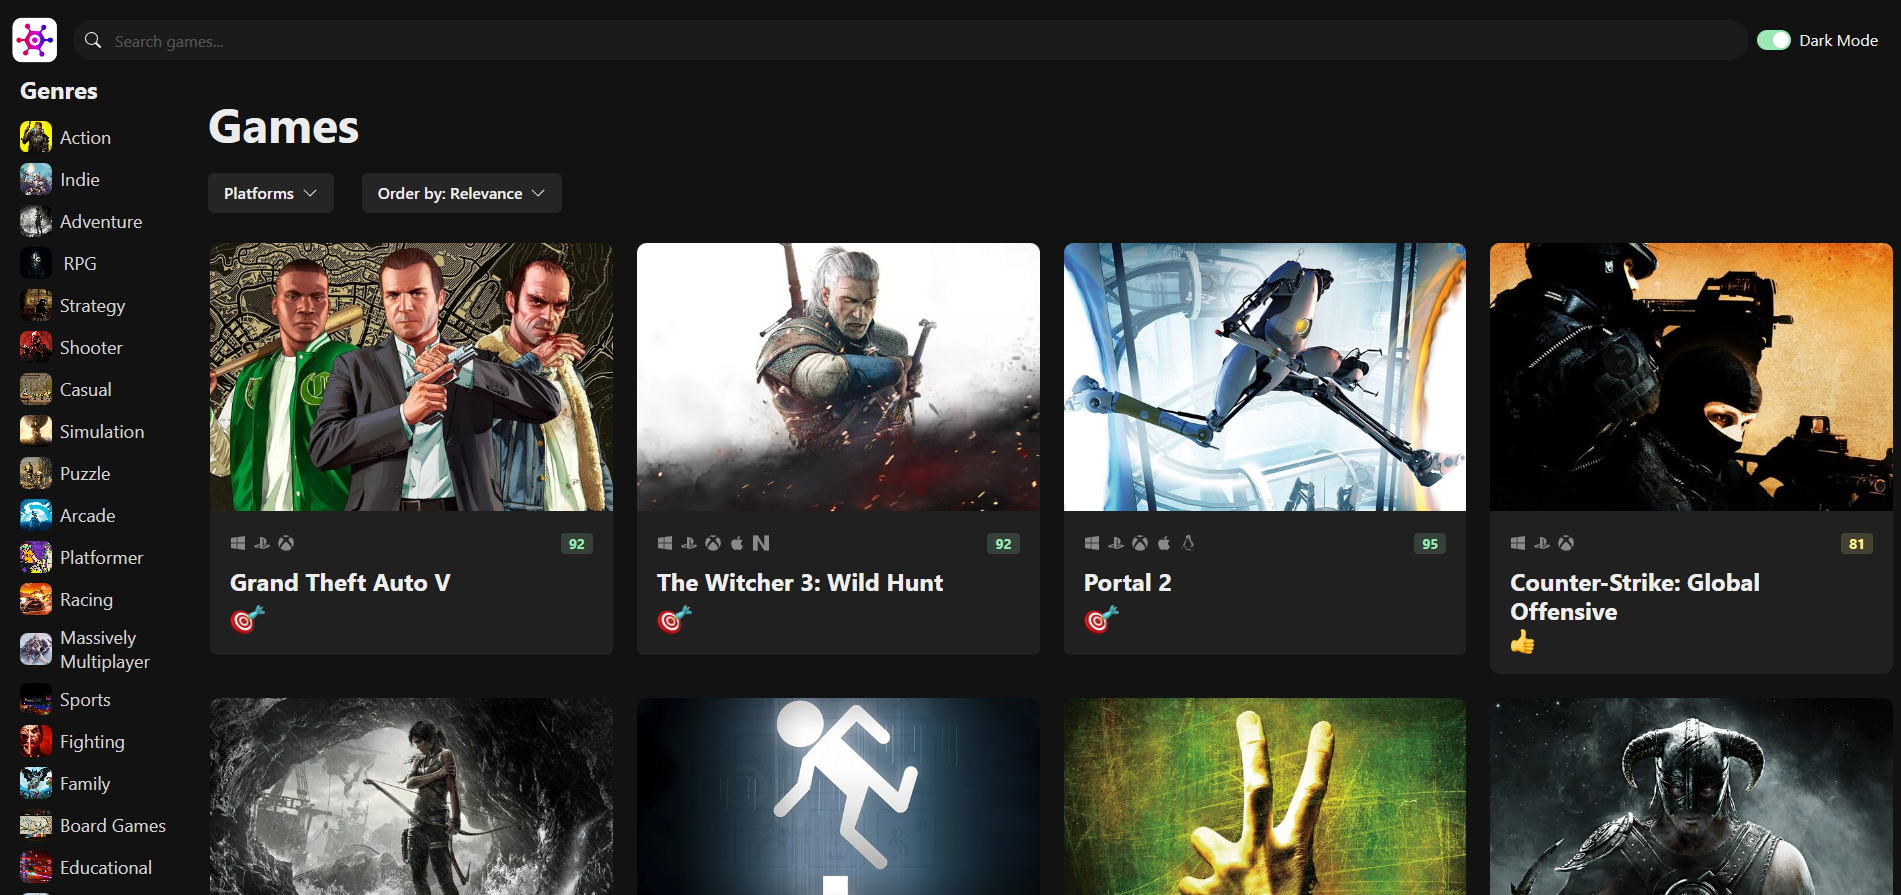 Search games...
Dark Mode
Genres
Action
Indie
Adventure
RPG
Strategy
Shooter
Casual
Simulation
Puzzle
Arcade
Platformer
Racing
Massively
Multiplayer
Sports
Fighting
Family
Board Games
Educational
Games
Platforms
Order by: Relevance
92
Grand Theft Auto V
92
The Witcher 3: Wild Hunt
95
Portal 2
81
Counter-Strike: Global
Offensive